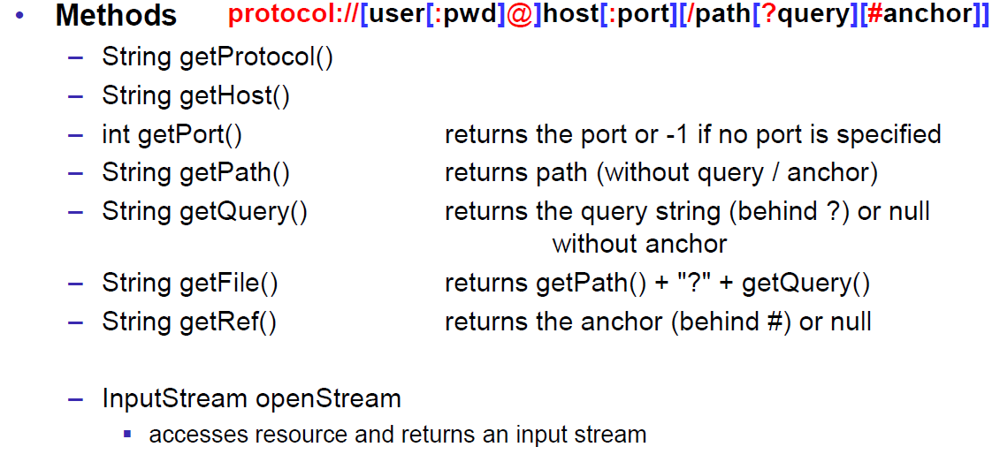 • Methods protocol://[user[:pwd]@]host[:port][/path[?query][#anchor]]
– String getProtocol()
– String getHost()
– int getPort() returns the port or -1 if no port is specified
– String getPath() returns path (without query / anchor)
– String getQuery() returns the query string (behind ?) or null
without anchor
– String getFile() returns getPath() + "?" + getQuery()
– String getRef() returns the anchor (behind #) or null
– InputStream openStream
▪ accesses resource and returns an input stream